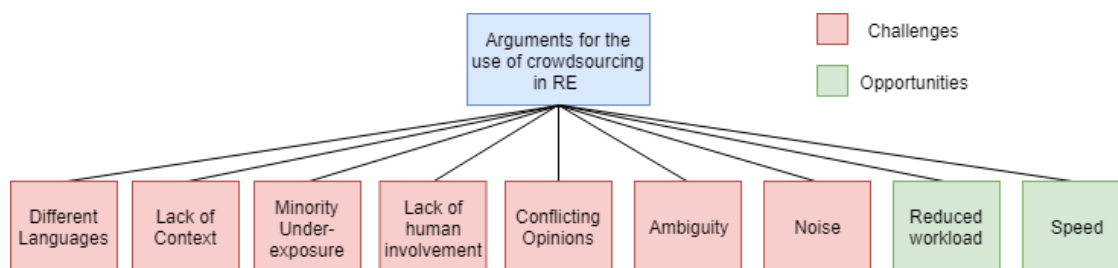 Arguments for the
use of crowdsourcing
in RE
Challenges
Opportunities
Different
Languages
Lack of
Context
Minority
Under-
exposure
Lack of
human
involvement
Conflicting
Opinions
Ambiguity
Noise
Reduced
workload
Speed